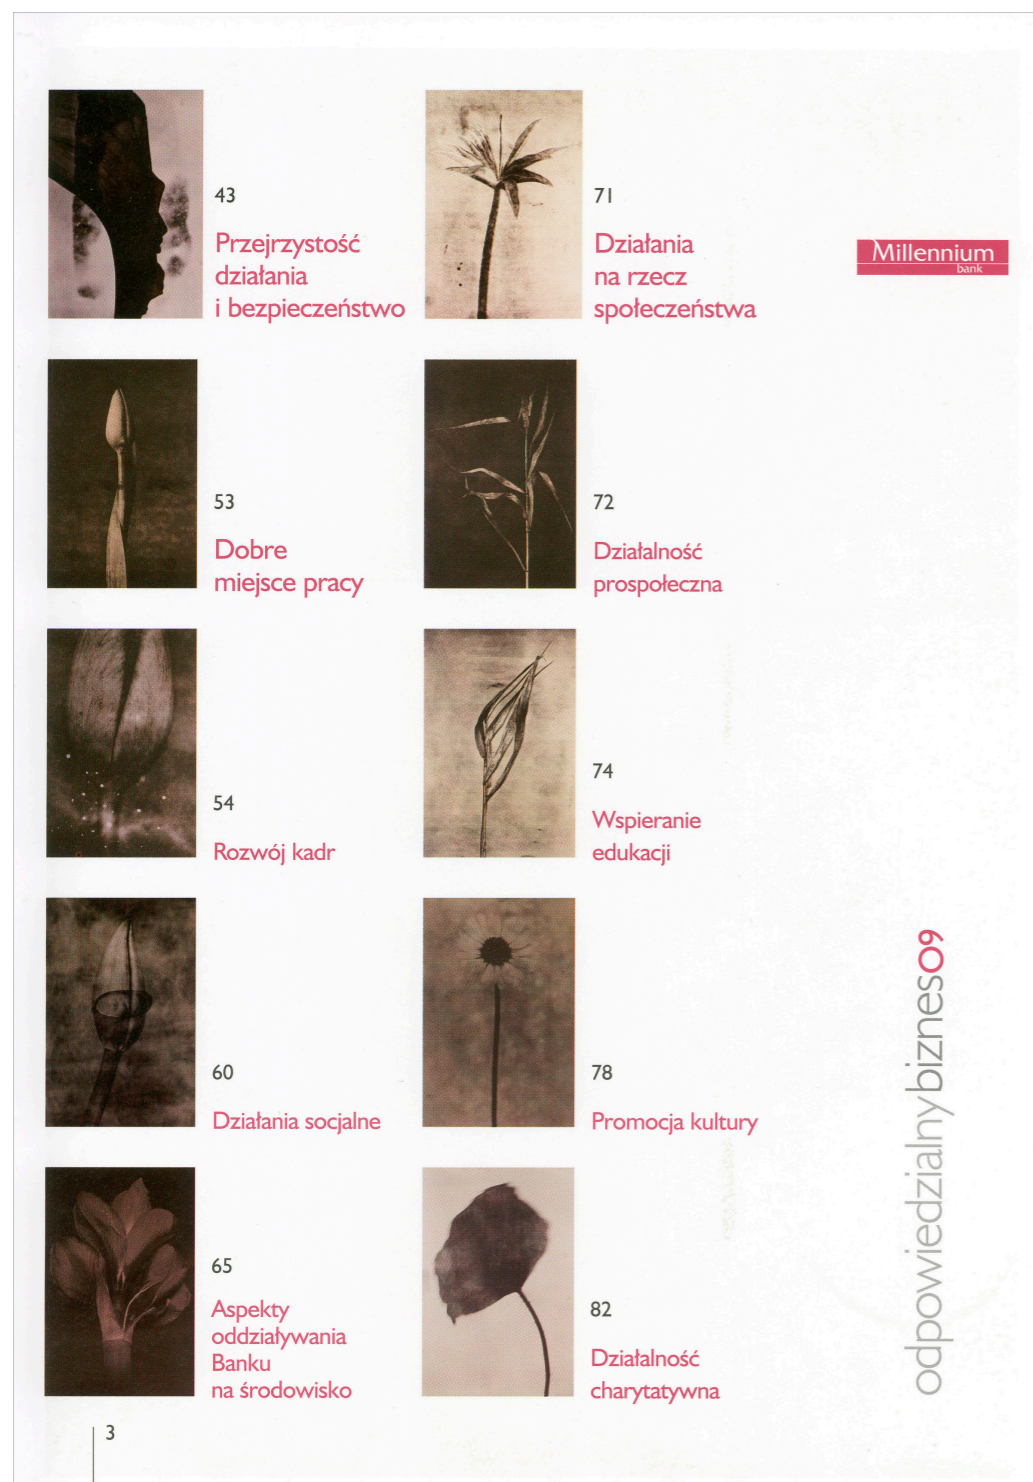 43
Przejrzystość
działania
i bezpieczeństwo
53
Dobre
miejsce pracy
54
Rozwój kadr
60
Działania socjalne
65
Aspekty
oddziaływania
Banku
na środowisko
71
Działania
na rzecz
społeczeństwa
72
Działalność
prospołeczna
74
Wspieranie
edukacji
78
Promocja kultury
82
Działalność
charytatywna
Millennium
bank
odpowiedzialnybiznes09
3